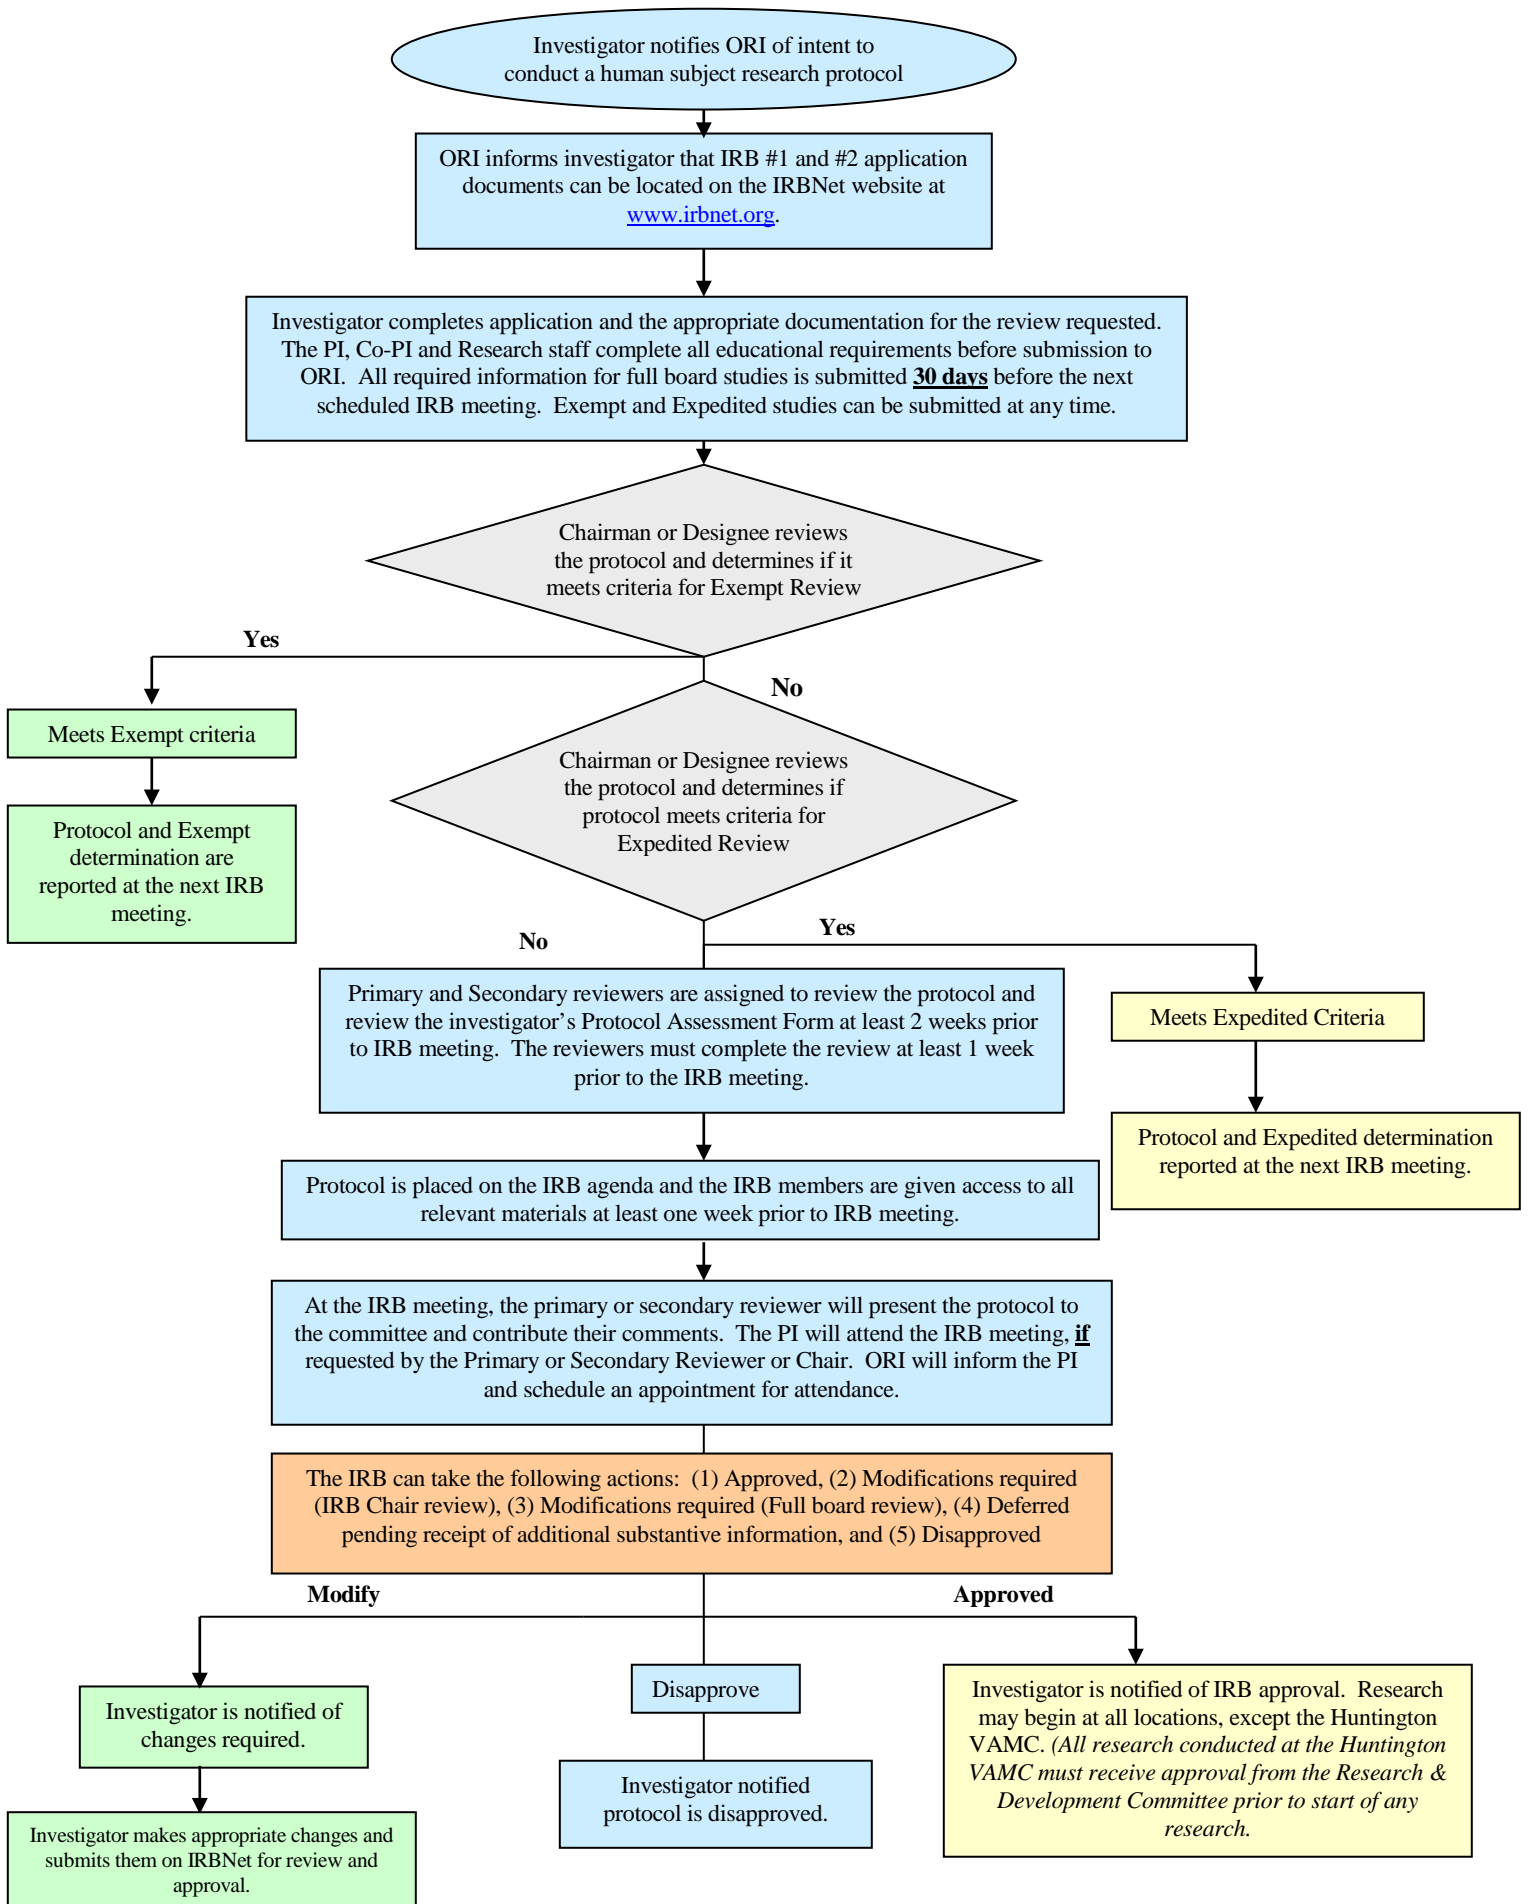 Investigator notifies ORI of intent to
conduct a human subject research protocol
ORI informs investigator that IRB #1 and #2 application
documents can be located on the IRBNet website at
www.irbnet.org.
Investigator completes application and the appropriate documentation for the review requested.
The PI, Co-PI and Research staff complete all educational requirements before submission to
ORI.  All required information for full board studies is submitted 30 days before the next
scheduled IRB meeting.  Exempt and Expedited studies can be submitted at any time.
Chairman or Designee reviews
the protocol and determines if it
meets criteria for Exempt Review
Yes
No
Meets Exempt criteria
Protocol and Exempt
determination are
reported at the next IRB
meeting.
Chairman or Designee reviews
the protocol and determines if
protocol meets criteria for
Expedited Review
No
Yes
Primary and Secondary reviewers are assigned to review the protocol and
review the investigator’s Protocol Assessment Form at least 2 weeks prior
to IRB meeting.  The reviewers must complete the review at least 1 week
prior to the IRB meeting.
Meets Expedited Criteria
Protocol and Expedited determination
reported at the next IRB meeting.
Protocol is placed on the IRB agenda and the IRB members are given access to all
relevant materials at least one week prior to IRB meeting.
At the IRB meeting, the primary or secondary reviewer will present the protocol to
the committee and contribute their comments.  The PI will attend the IRB meeting, if
requested by the Primary or Secondary Reviewer or Chair.  ORI will inform the PI
and schedule an appointment for attendance.
The IRB can take the following actions:  (1) Approved, (2) Modifications required
(IRB Chair review), (3) Modifications required (Full board review), (4) Deferred
pending receipt of additional substantive information, and (5) Disapproved
Modify
Approved
Investigator is notified of
changes required.
Investigator makes appropriate changes and
submits them on IRBNet for review and
approval.
Disapprove
Investigator notified
protocol is disapproved.
Investigator is notified of IRB approval.  Research
may begin at all locations, except the Huntington
VAMC. (All research conducted at the Huntington
VAMC must receive approval from the Research &
Development Committee prior to start of any
research.